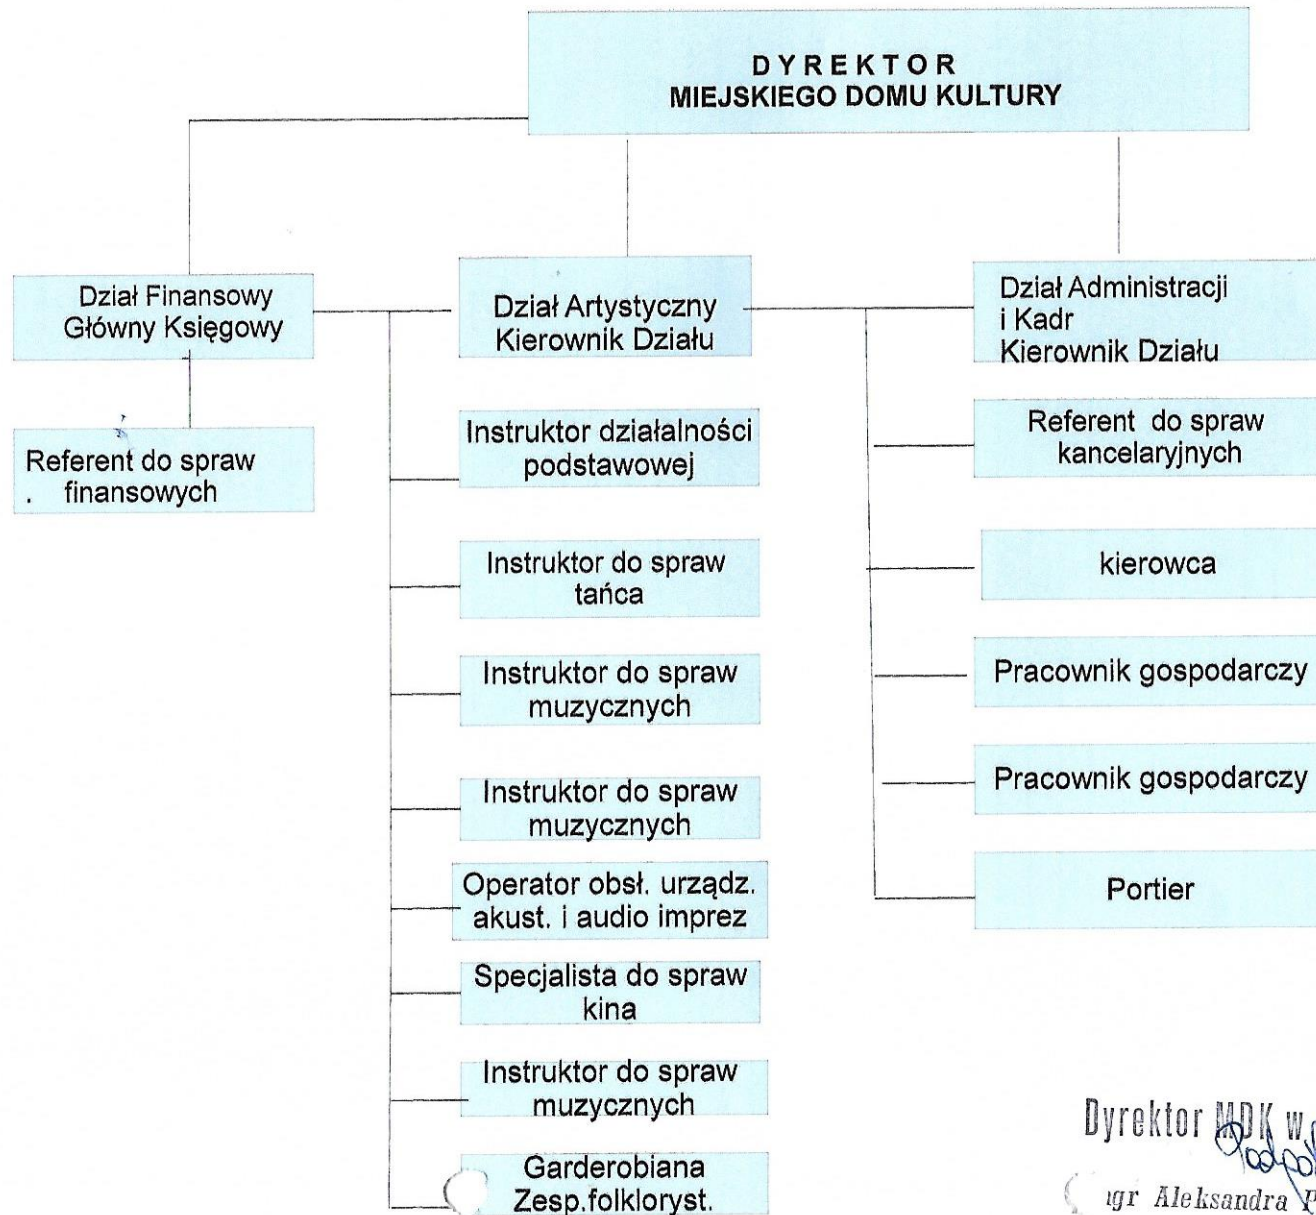 D Y R E K T O R
MIEJSKIEGO DOMU KULTURY
Dział Finansowy
Główny Księgowy
Referent do spraw
. finansowych
Dział Artystyczny
Kierownik Działu
Instruktor działalności
podstawowej
Instruktor do spraw
tańca
Instruktor do spraw
muzycznych
Instruktor do spraw
muzycznych
Operator obsł. urządz.
akust. i audio imprez
Specjalista do spraw
kina
Instruktor do spraw
muzycznych
Garderobiana
Zesp.folkloryst.
Dział Administracji
i Kadr
Kierownik Działu
Referent do spraw
kancelaryjnych
kierowca
Pracownik gospodarczy
Pracownik gospodarczy
Portier
Dyrektor MDK w
Aleksandra